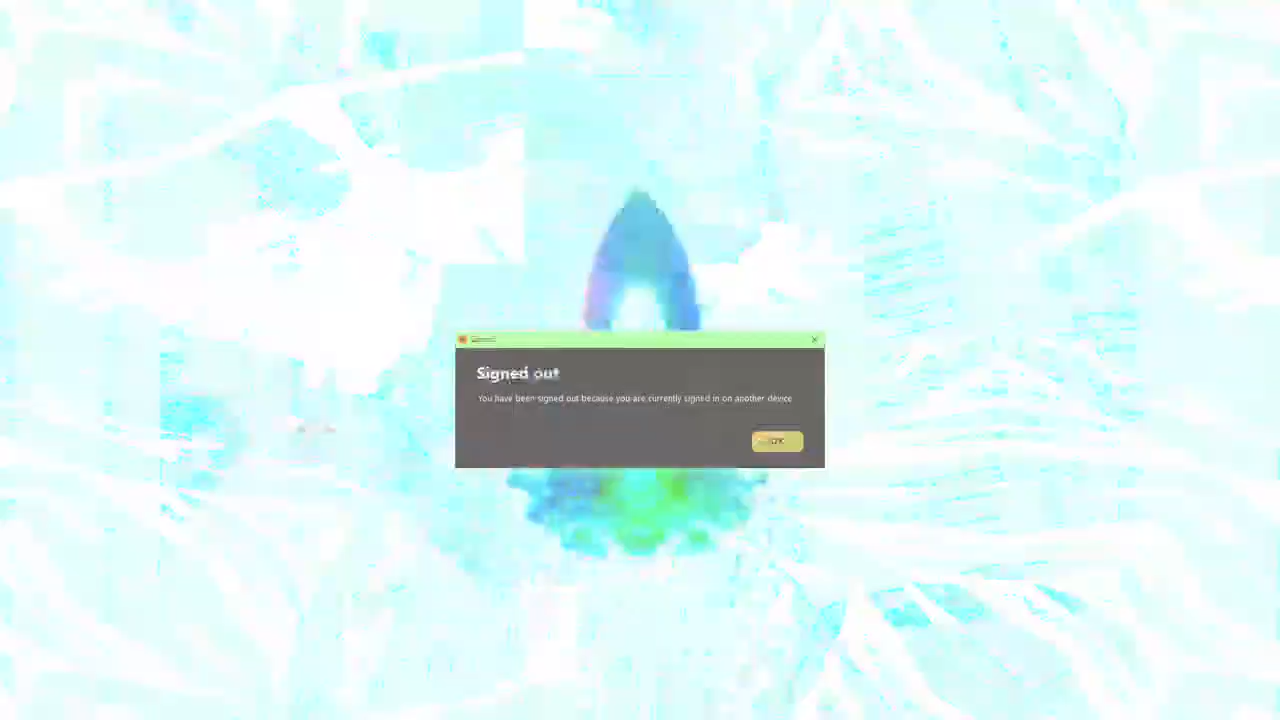 Signed out
You have been signed out because you are currently signed in on another device
OK